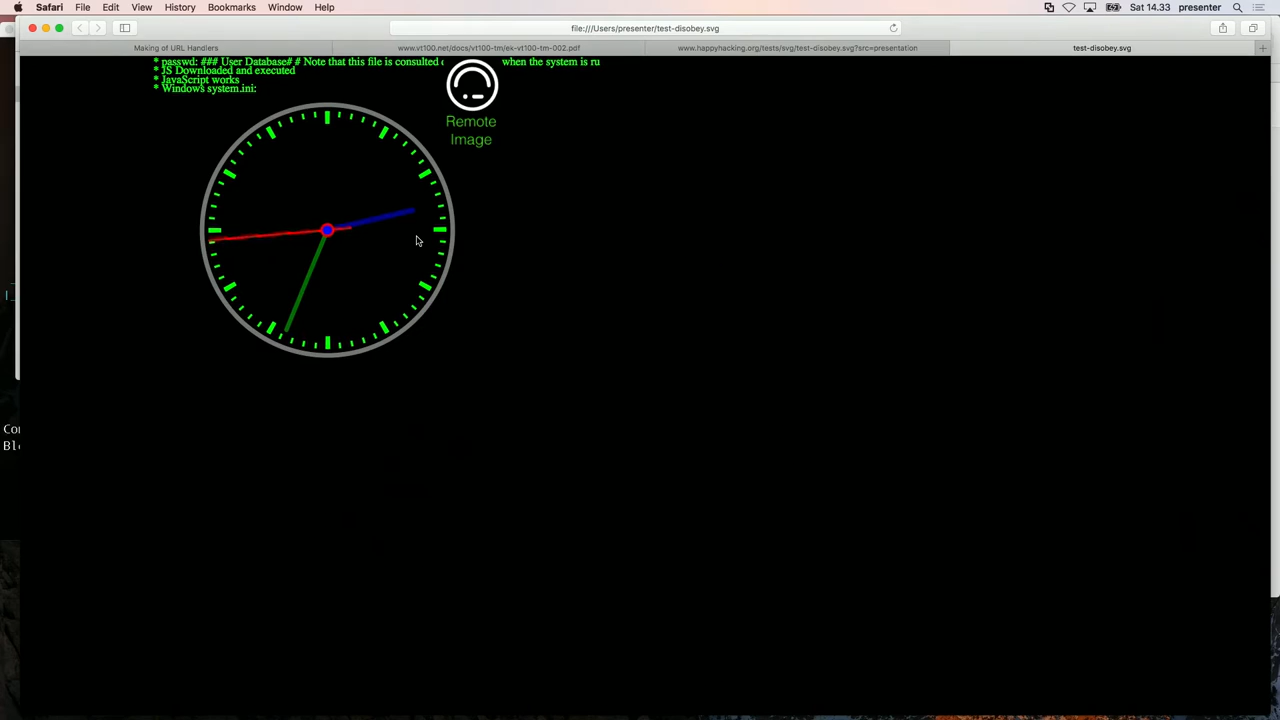 Safari File Edit View History Bookmarks Window Help Sat 14.33 presenter
file:///Users/presenter/test-disobey.svg
Making of URL Handlers www.vt100.net/docs/vt100-tm/ek-vt100-tm-002.pdf www.happyhacking.org/tests/svg/test-disobey.svg?src=presentation test-disobey.svg
* passwd: ### User Database# # Note that this file is consulted when the system is ru
* JS Downloaded and executed
* JavaScript works
* Windows system.ini:
Remote
Image